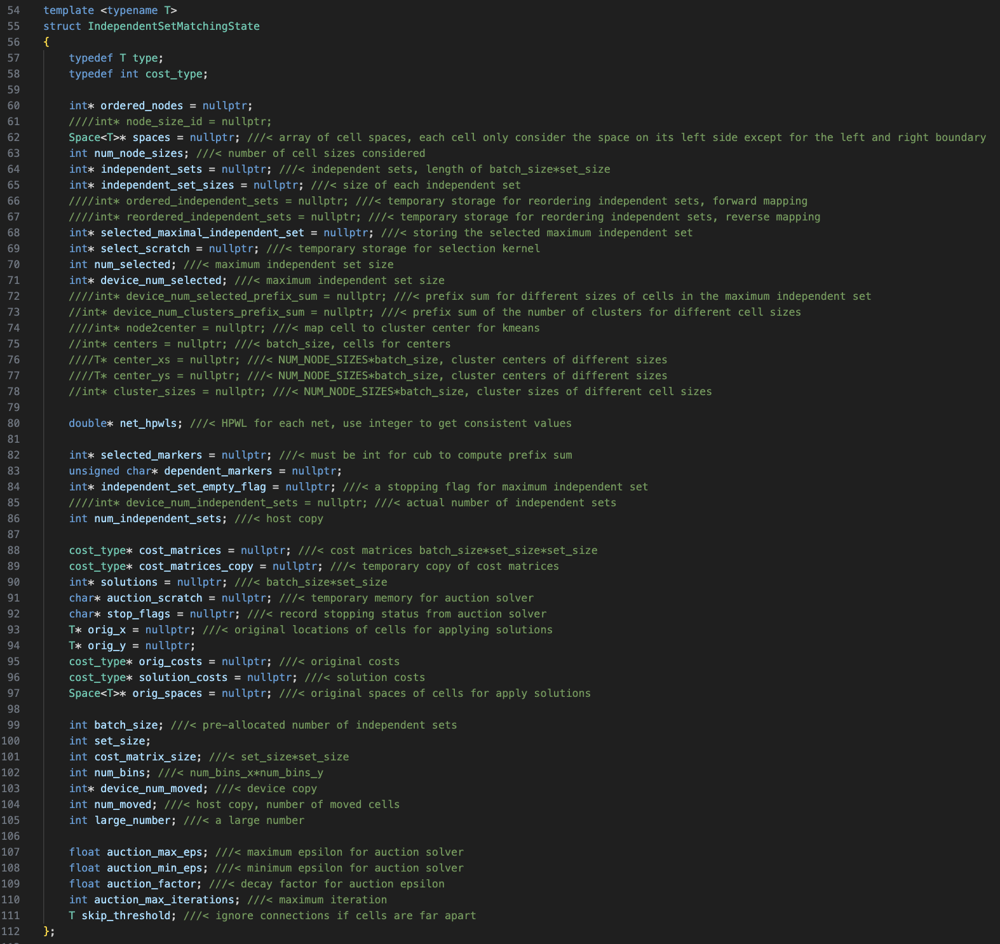 54 template <typename T>
55 struct IndependentSetMatchingState
56 {
57     typedef T type;
58     typedef int cost_type;
59
60     int* ordered_nodes = nullptr;
61     ////int* node_size_id = nullptr;
62     Space<T>* spaces = nullptr; ///< array of cell spaces, each cell only consider the space on its left side except for the left and right boundary
63     int num_node_sizes; ///< number of cell sizes considered
64     int* independent_sets = nullptr; ///< independent sets, length of batch_size*set_size
65     int* independent_set_sizes = nullptr; ///< size of each independent set
66     ////int* ordered_independent_sets = nullptr; ///< temporary storage for reordering independent sets, forward mapping
67     ////int* reordered_independent_sets = nullptr; ///< temporary storage for reordering independent sets, reverse mapping
68     int* selected_maximal_independent_set = nullptr; ///< storing the selected maximum independent set
69     int* select_scratch = nullptr; ///< temporary storage for selection kernel
70     int num_selected; ///< maximum independent set size
71     int* device_num_selected; ///< maximum independent set size
72     ////int* device_num_selected_prefix_sum = nullptr; ///< prefix sum for different sizes of cells in the maximum independent set
73     //int* device_num_clusters_prefix_sum = nullptr; ///< prefix sum of the number of clusters for different cell sizes
74     ////int* node2center = nullptr; ///< map cell to cluster center for kmeans
75     //int* centers = nullptr; ///< batch_size, cells for centers
76     ////T* center_xs = nullptr; ///< NUM_NODE_SIZES*batch_size, cluster centers of different sizes
77     ////T* center_ys = nullptr; ///< NUM_NODE_SIZES*batch_size, cluster centers of different sizes
78     //int* cluster_sizes = nullptr; ///< NUM_NODE_SIZES*batch_size, cluster sizes of different cell sizes
79
80     double* net_hpwls; ///< HPWL for each net, use integer to get consistent values
81
82     int* selected_markers = nullptr; ///< must be int for cub to compute prefix sum
83     unsigned char* dependent_markers = nullptr;
84     int* independent_set_empty_flag = nullptr; ///< a stopping flag for maximum independent set
85     ////int* device_num_independent_sets = nullptr; ///< actual number of independent sets
86     int num_independent_sets; ///< host copy
87
88     cost_type* cost_matrices = nullptr; ///< cost matrices batch_size*set_size*set_size
89     cost_type* cost_matrices_copy = nullptr; ///< temporary copy of cost matrices
90     int* solutions = nullptr; ///< batch_size*set_size
91     char* auction_scratch = nullptr; ///< temporary memory for auction solver
92     char* stop_flags = nullptr; ///< record stopping status from auction solver
93     T* orig_x = nullptr; ///< original locations of cells for applying solutions
94     T* orig_y = nullptr;
95     cost_type* orig_costs = nullptr; ///< original costs
96     cost_type* solution_costs = nullptr; ///< solution costs
97     Space<T>* orig_spaces = nullptr; ///< original spaces of cells for apply solutions
98
99     int batch_size; ///< pre-allocated number of independent sets
100     int set_size;
101     int cost_matrix_size; ///< set_size*set_size
102     int num_bins; ///< num_bins_x*num_bins_y
103     int* device_num_moved; ///< device copy
104     int num_moved; ///< host copy, number of moved cells
105     int large_number; ///< a large number
106
107     float auction_max_eps; ///< maximum epsilon for auction solver
108     float auction_min_eps; ///< minimum epsilon for auction solver
109     float auction_factor; ///< decay factor for auction epsilon
110     int auction_max_iterations; ///< maximum iteration
111     T skip_threshold; ///< ignore connections if cells are far apart
112 };